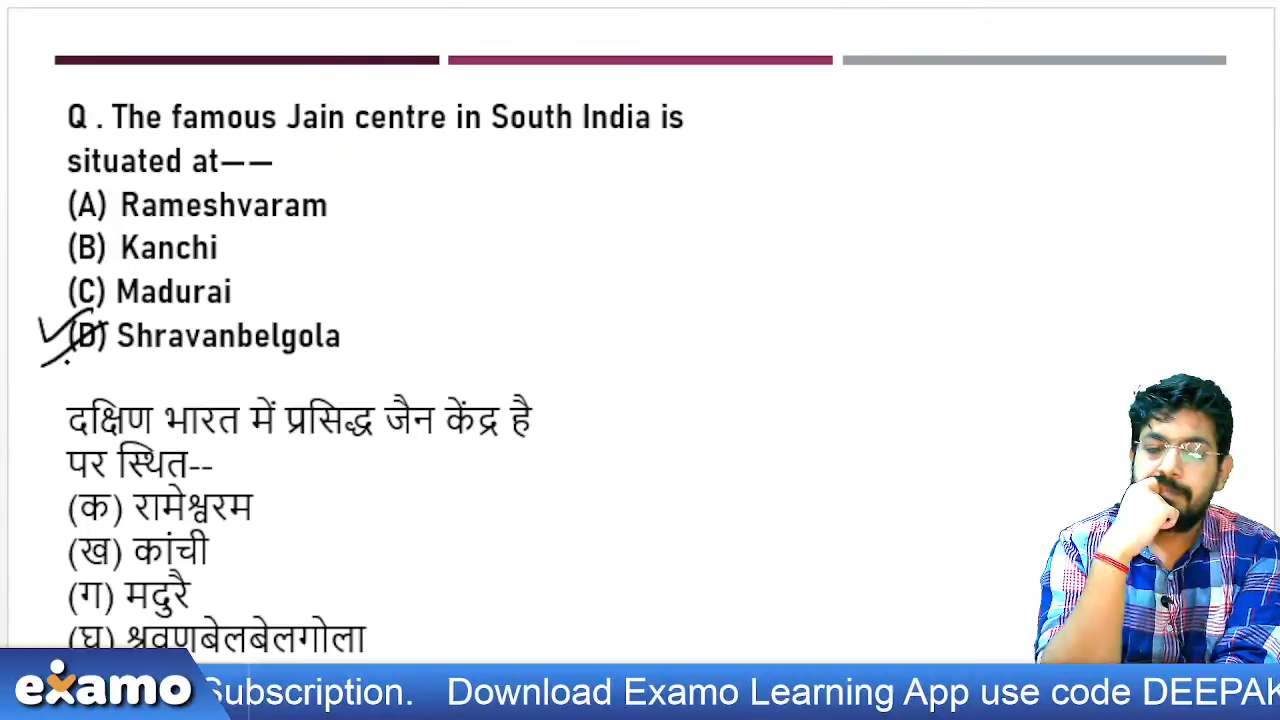 Q . The famous Jain centre in South India is
situated at——
(A) Rameshvaram
(B) Kanchi
(C) Madurai
(D) Shravanbelgola
दक्षिण भारत में प्रसिद्ध जैन केंद्र है
पर स्थित--
(क) रामेश्वरम
(ख) कांची
(ग) मदुरै
(घ) श्रवणबेलबेलगोला
examo Subscription. Download Examo Learning App use code DEEPAK